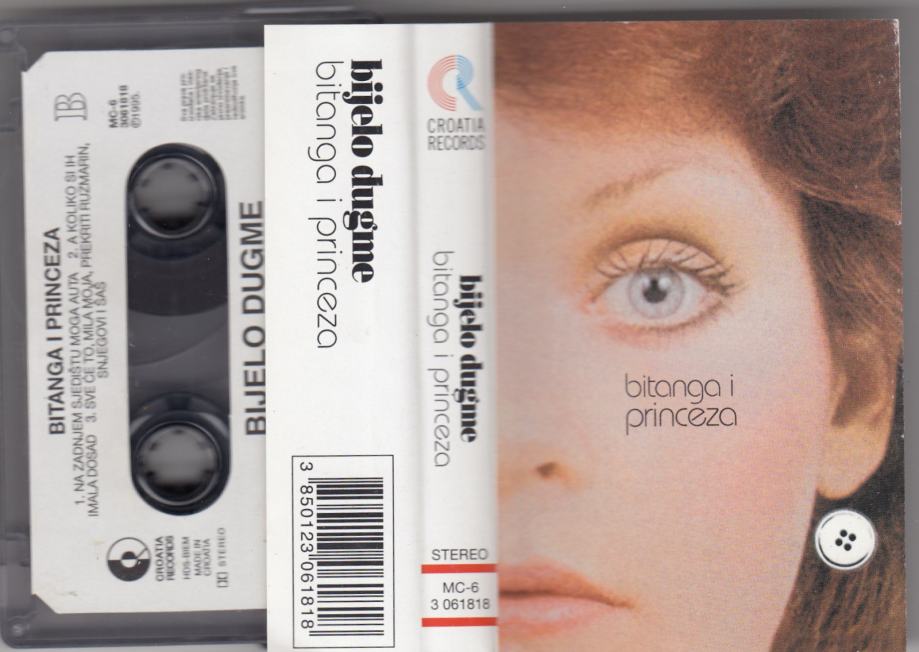 B
MC-6
3061818
©1995.
BITANGA I PRINCEZA
1. NA ZADNJEM SJEDIŠTU MOGA AUTA 2. A KOLIKO SI IH
IMALA DOSAD 3. SVE ĆE TO, MILA MOJA, PREKRITI RUZMARIN,
SNJEGOVI I ŠAŠ
CROATIA
RECORDS
HDS-BIEM
MADE IN
CROATIA
STEREO
BIJELO DUGME
bijelo dugme
bitanga i princeza
3 850123 061818
CROATIA
RECORDS
bijelo dugme
bitanga i princeza
STEREO
MC-6
3 061818
bitanga i
princeza